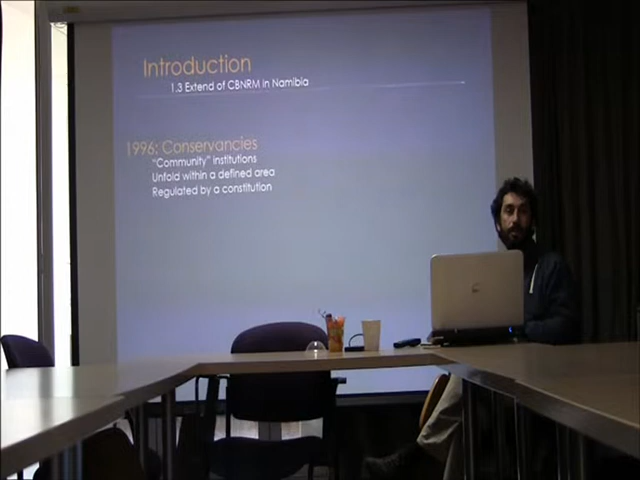 Introduction
1.3 Extend of CBNRM in Namibia
1996: Conservancies
"Community" institutions
Unfold within a defined area
Regulated by a constitution